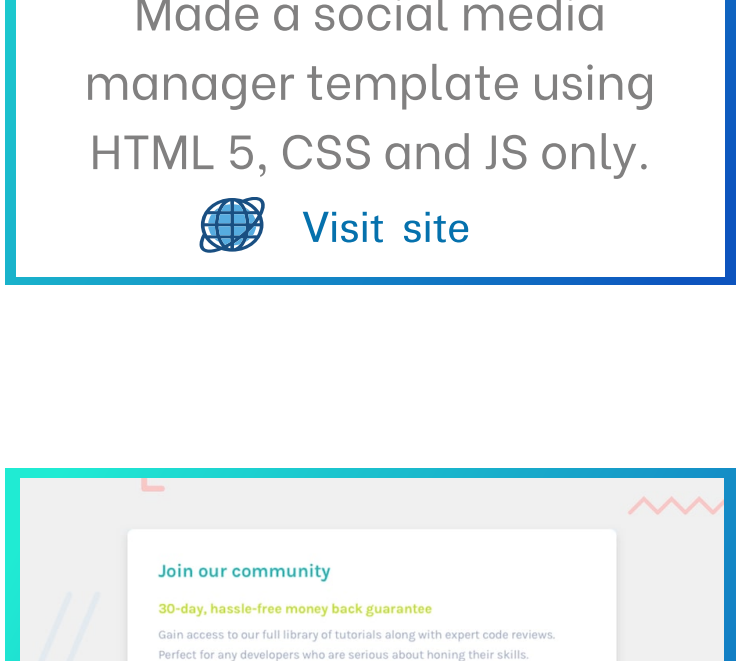 Made a social media
manager template using
HTML 5, CSS and JS only.
Visit site
Join our community
30-day, hassle-free money back guarantee
Gain access to our full library of tutorials along with expert code reviews.
Perfect for any developers who are serious about honing their skills.